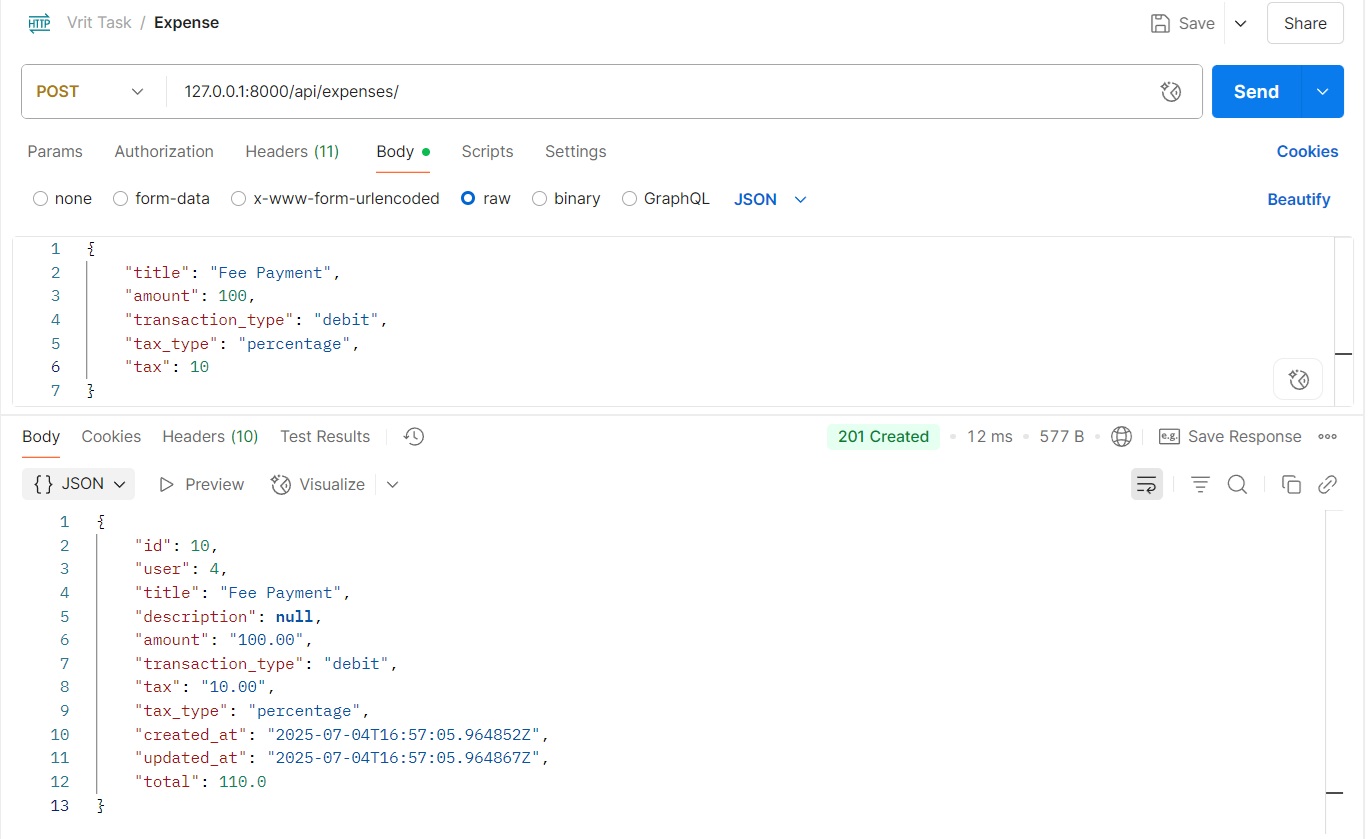 HTTP Vrit Task / Expense Save Share
POST 127.0.0.1:8000/api/expenses/ Send
Params Authorization Headers (11) Body Scripts Settings Cookies
none form-data x-www-form-urlencoded raw binary GraphQL JSON Beautify
1 {
2 "title": "Fee Payment",
3 "amount": 100,
4 "transaction_type": "debit",
5 "tax_type": "percentage",
6 "tax": 10
7 }
Body Cookies Headers (10) Test Results 201 Created • 12 ms • 577 B • e.g. Save Response
{} JSON Preview Visualize
1 {
2 "id": 10,
3 "user": 4,
4 "title": "Fee Payment",
5 "description": null,
6 "amount": "100.00",
7 "transaction_type": "debit",
8 "tax": "10.00",
9 "tax_type": "percentage",
10 "created_at": "2025-07-04T16:57:05.964852Z",
11 "updated_at": "2025-07-04T16:57:05.964867Z",
12 "total": 110.0
13 }